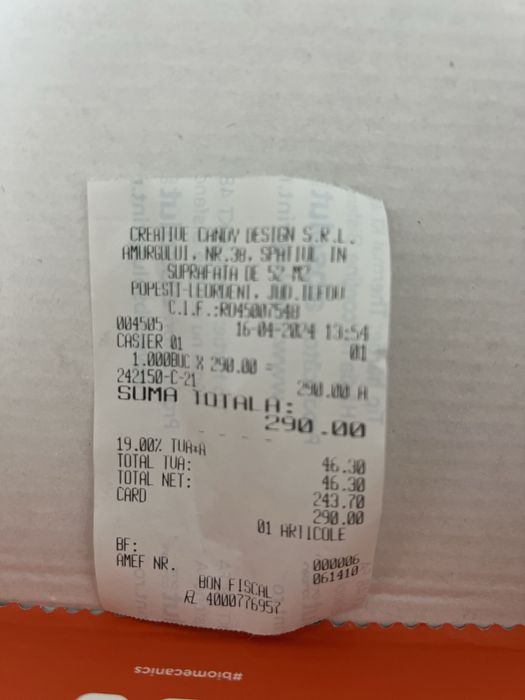 CREATIVE CANDY DESIGN S.R.L.
AMURGULUI, NR.38, SPATIUL IN
SUPRAFATA DE 52 M2
POPESTI-LEORDENI, JUD.ILFOV
C.I.F.:RO45007548
004505 16-04-2024 13:54
CASIER 01 01
1.000BUC X 290.00 =
242150-C-21 290.00 A
SUMA TOTALA:
290.00
19.00% TVA*A 46.30
TOTAL TVA: 46.30
TOTAL NET: 243.70
CARD 290.00
01 ARTICOLE
BF: 000006
AMEF NR. 061410
BON FISCAL
RL 4000776957
#biomecanics